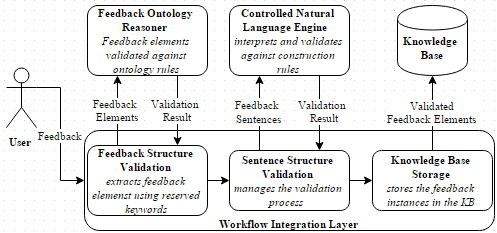 Feedback Ontology
Reasoner
Feedback elements
validated against
ontology rules
Controlled Natural
Language Engine
interprets and validates
against construction
rules
Knowledge
Base
Feedback
Elements
Validation
Result
Feedback
Sentences
Validation
Result
Validated
Feedback Elements
User
Feedback
Feedback Structure
Validation
extracts feedback
elemenst using reserved
keywords
Sentence Structure
Validation
manages the validation
process
Knowledge Base
Storage
stores the feedback
instances in the KB
Workflow Integration Layer